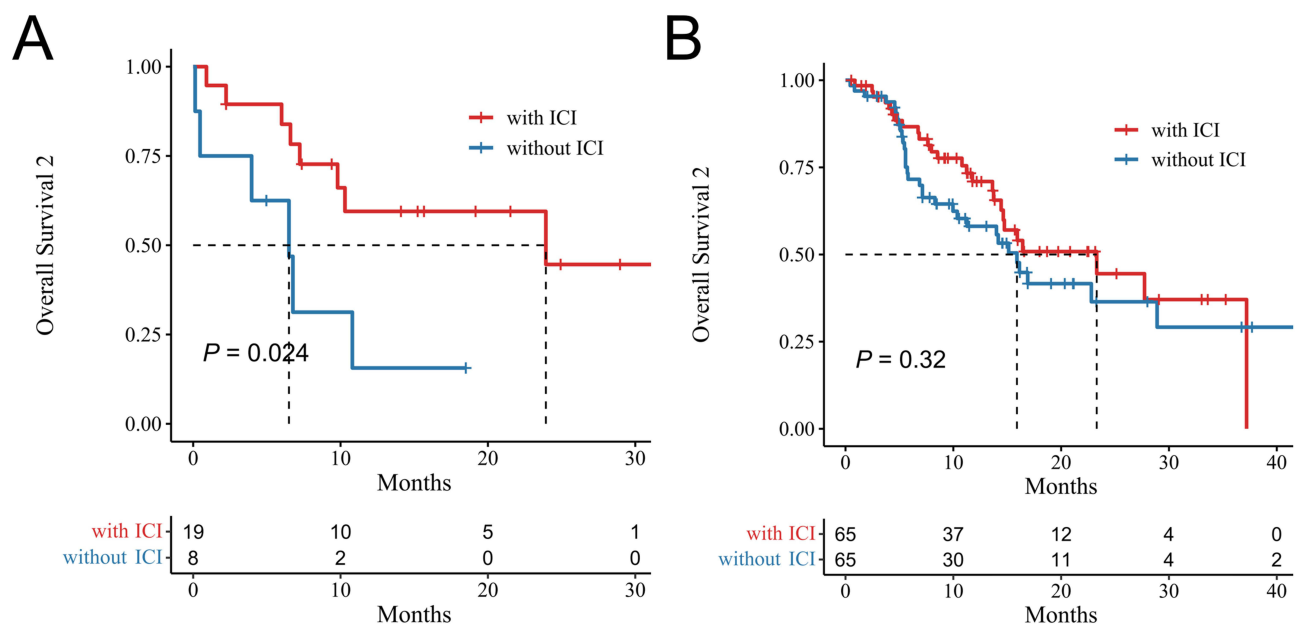 A
Overall Survival 2
1.00
0.75
0.50
0.25
0.00
with ICI
without ICI
P = 0.024
0 10 20 30
Months
with ICI 19 10 5 1
without ICI 8 2 0 0
0 10 20 30
Months
B
Overall Survival 2
1.00
0.75
0.50
0.25
0.00
with ICI
without ICI
P = 0.32
0 10 20 30 40
Months
with ICI 65 37 12 4 0
without ICI 65 30 11 4 2
0 10 20 30 40
Months